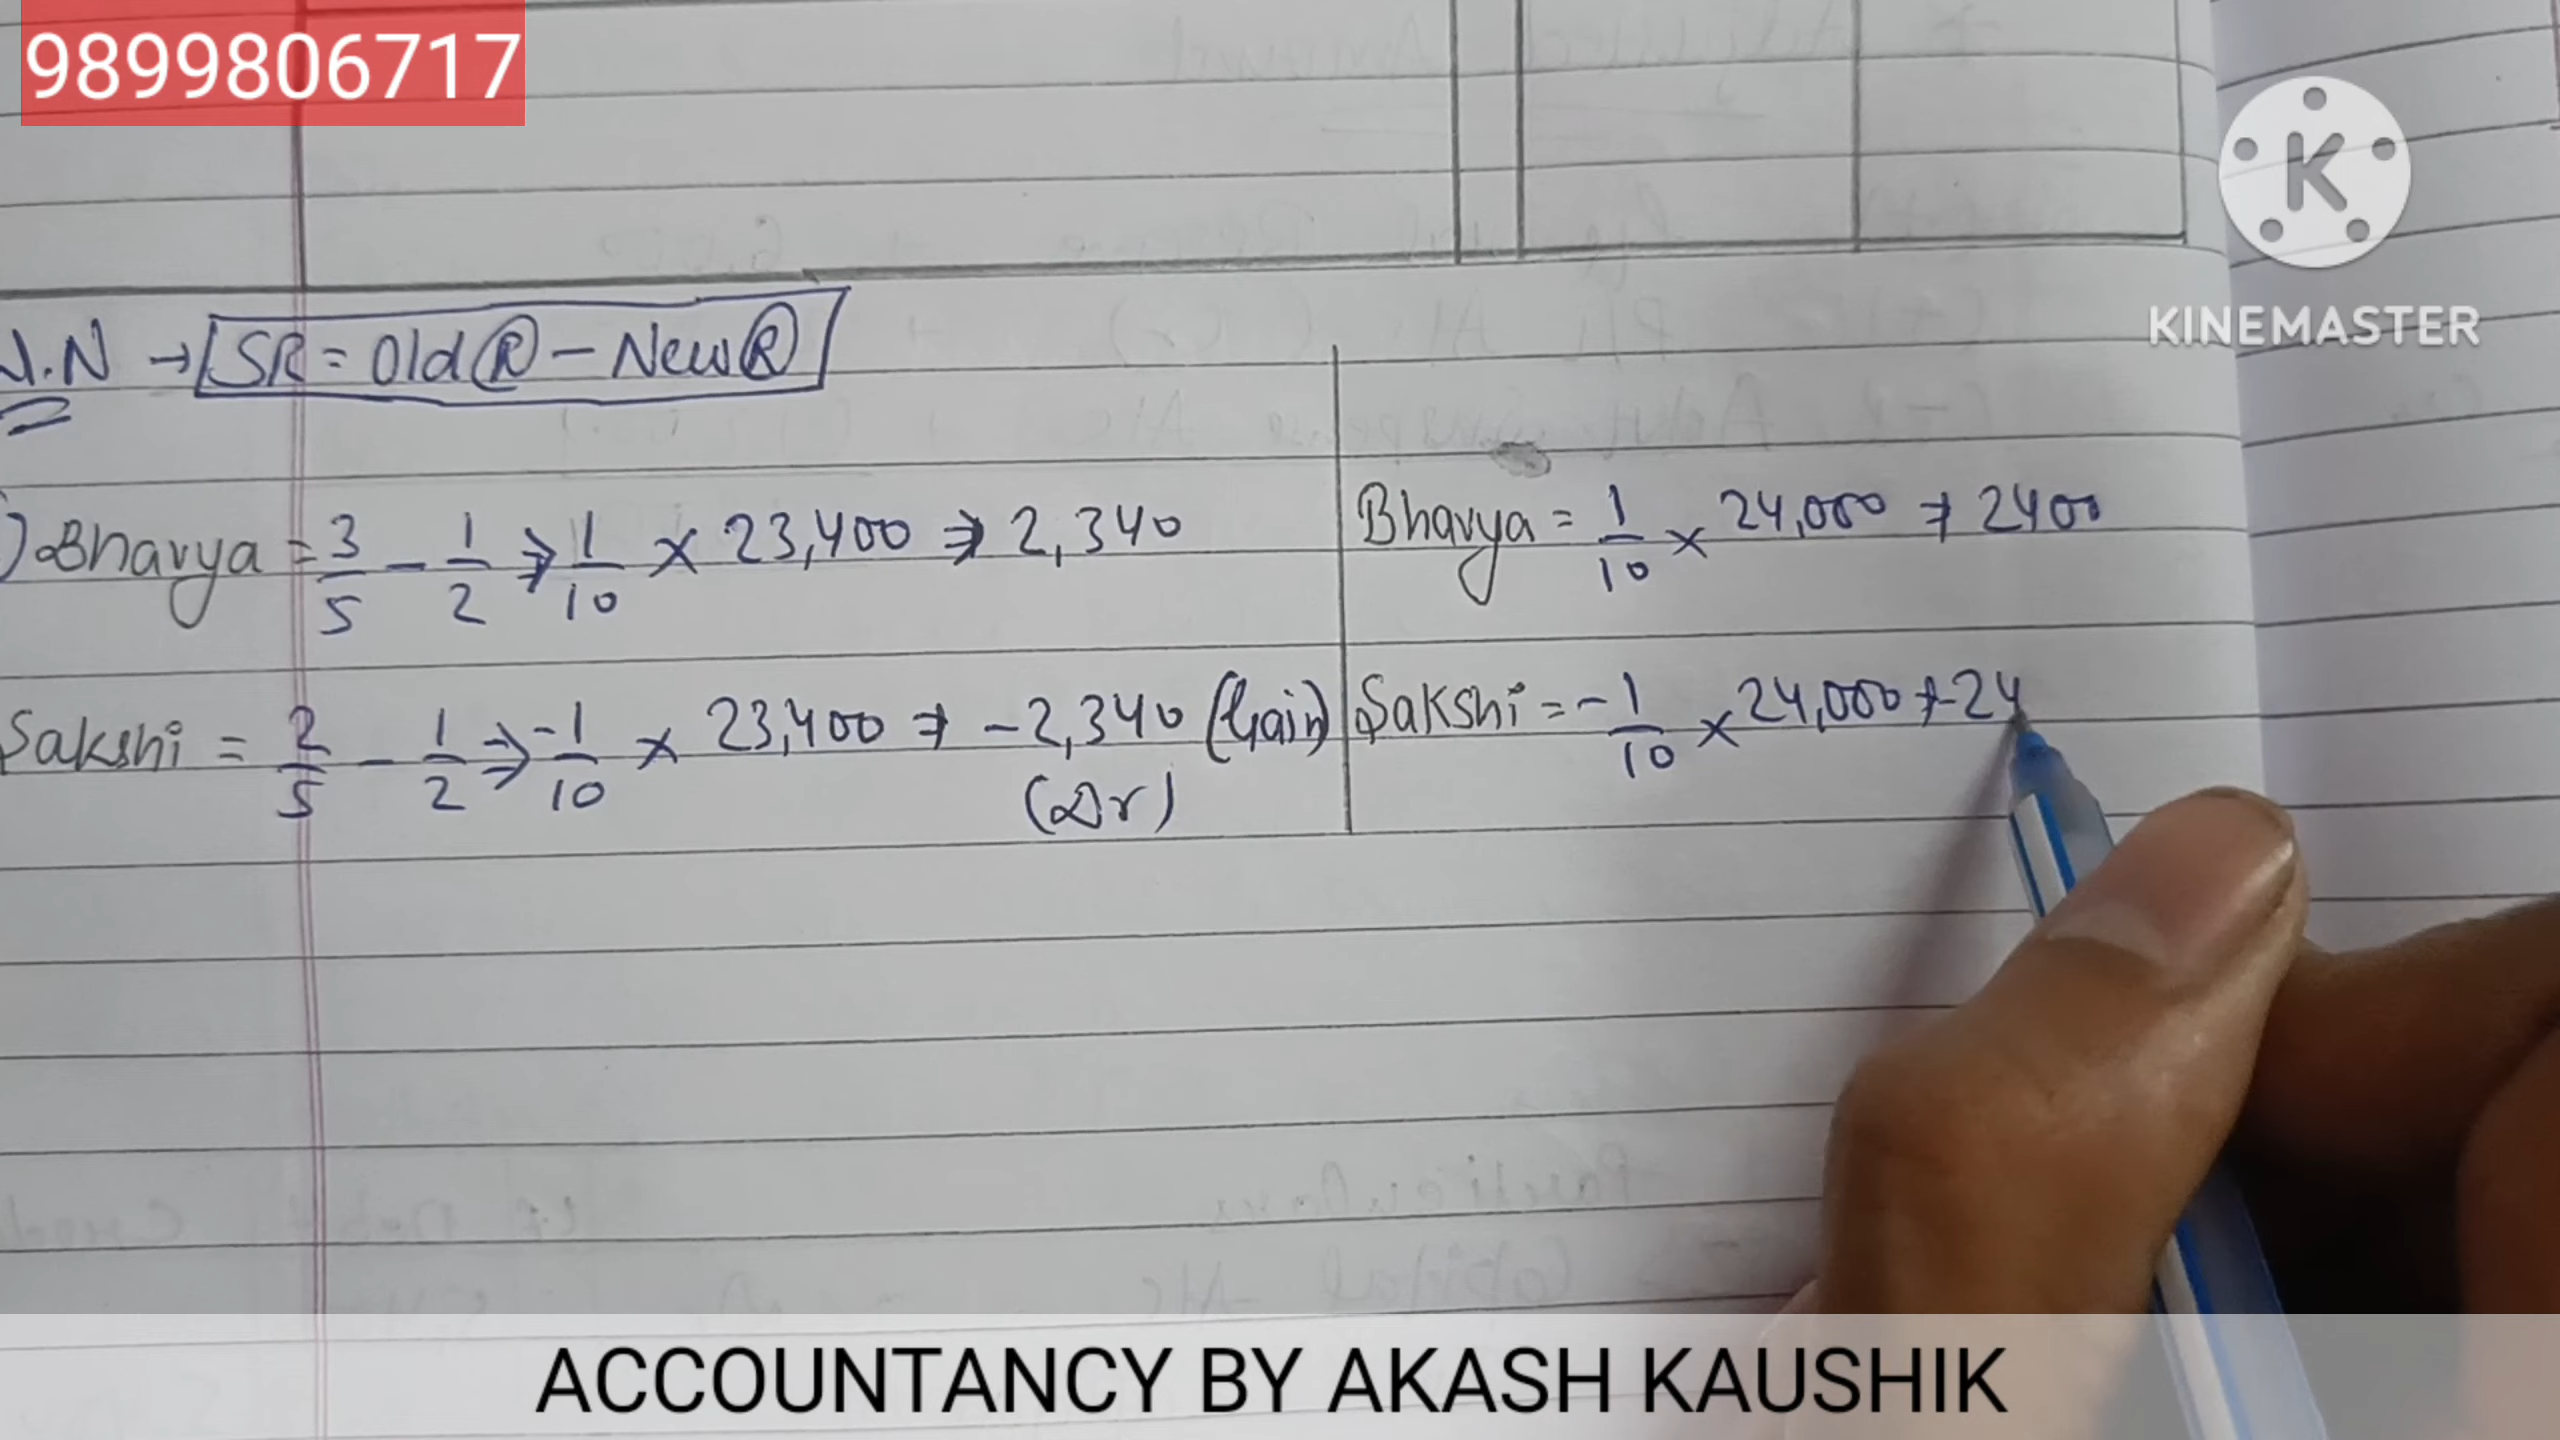 9899806717
KINEMASTER
W.N → SR = Old (R) - New (R)
1) Bhavya = 3/5 - 1/2 ⇒ 1/10 × 23,400 ⇒ 2,340
Sakshi = 2/5 - 1/2 ⇒ -1/10 × 23,400 ⇒ -2,340 (Gain)
(Dr)
Bhavya = 1/10 × 24,000 ⇒ 2400
Sakshi = -1/10 × 24,000 ⇒ -24
ACCOUNTANCY BY AKASH KAUSHIK